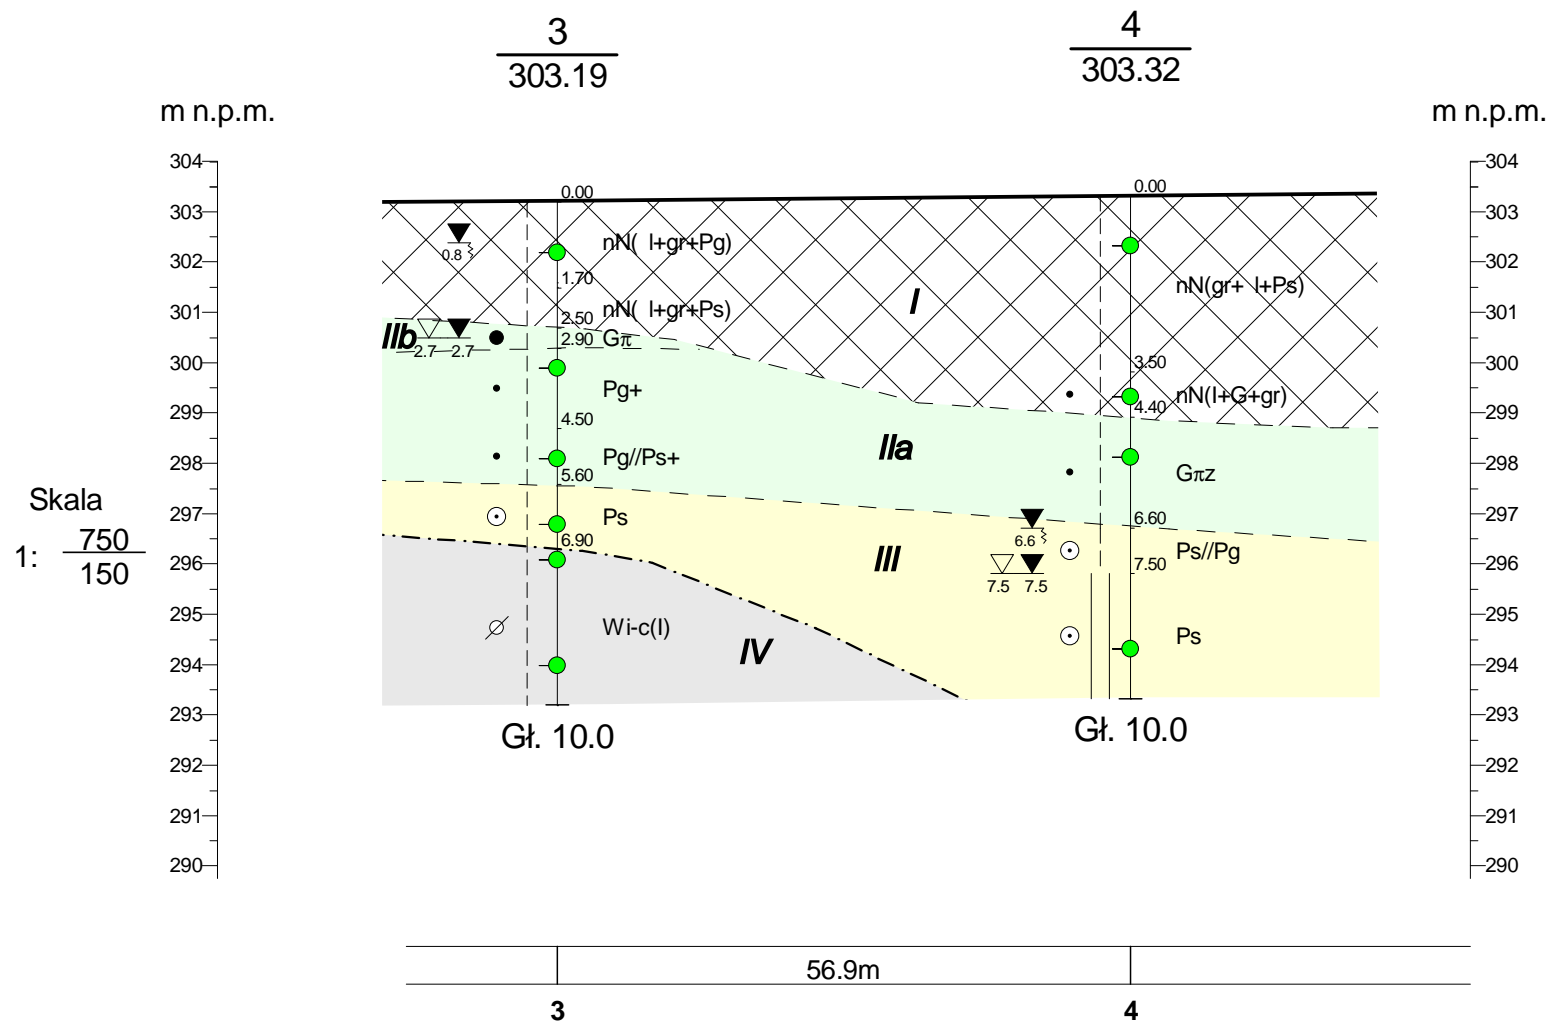 3
303.19
4
303.32
m n.p.m.
m n.p.m.
304
303
302
301
300
299
298
297
296
295
294
293
292
291
290
Skala
1: 750
150
0.00
nN( I+gr+Pg)
0.8
1.70
nN( I+gr+Ps)
2.50
IIb
2.7 2.7
2.90
Gπ
Pg+
4.50
Pg//Ps+
5.60
Ps
6.90
Wi-c(I)
Gł. 10.0
I
IIa
III
IV
0.00
nN(gr+ I+Ps)
3.50
nN(I+G+gr)
4.40
Gπz
6.60
6.6
Ps//Pg
7.50
7.5 7.5
Ps
Gł. 10.0
304
303
302
301
300
299
298
297
296
295
294
293
292
291
290
56.9m
3
4